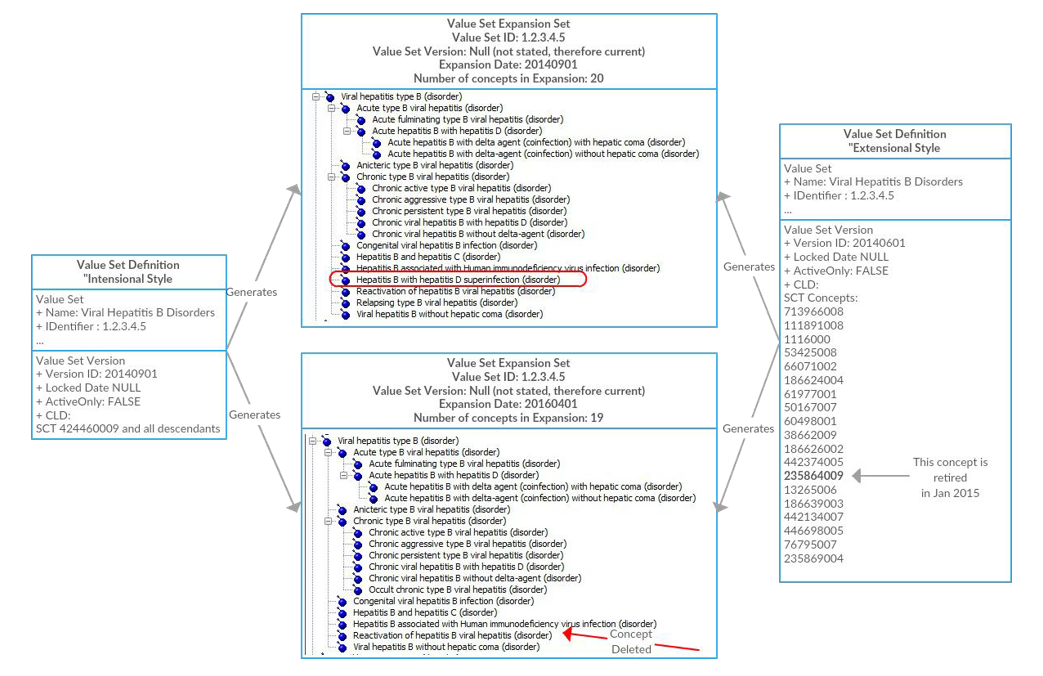 Value Set Expansion Set
Value Set ID: 1.2.3.4.5
Value Set Version: Null (not stated, therefore current)
Expansion Date: 20140901
Number of concepts in Expansion: 20
Viral hepatitis type B (disorder)
Acute type B viral hepatitis (disorder)
Acute fulminating type B viral hepatitis (disorder)
Acute hepatitis B with hepatitis D (disorder)
Acute hepatitis B with delta agent (coinfection) with hepatic coma (disorder)
Acute hepatitis B with delta-agent (coinfection) without hepatic coma (disorder)
Anicteric type B viral hepatitis (disorder)
Chronic type B viral hepatitis (disorder)
Chronic active type B viral hepatitis (disorder)
Chronic aggressive type B viral hepatitis (disorder)
Chronic persistent type B viral hepatitis (disorder)
Chronic viral hepatitis B with hepatitis D (disorder)
Chronic viral hepatitis B without delta-agent (disorder)
Congenital viral hepatitis B infection (disorder)
Hepatitis B and hepatitis C (disorder)
Hepatitis B associated with Human immunodeficiency virus infection (disorder)
Hepatitis B with hepatitis D superinfection (disorder)
Reactivation of hepatitis B viral hepatitis (disorder)
Relapsing type B viral hepatitis (disorder)
Viral hepatitis B without hepatic coma (disorder)
Value Set Definition
"Intensional Style
Value Set
+ Name: Viral Hepatitis B Disorders
+ IDentifier : 1.2.3.4.5
...
Value Set Version
+ Version ID: 20140901
+ Locked Date NULL
+ ActiveOnly: FALSE
+ CLD:
SCT 424460009 and all descendants
Generates
Generates
Value Set Expansion Set
Value Set ID: 1.2.3.4.5
Value Set Version: Null (not stated, therefore current)
Expansion Date: 20160401
Number of concepts in Expansion: 19
Viral hepatitis type B (disorder)
Acute type B viral hepatitis (disorder)
Acute fulminating type B viral hepatitis (disorder)
Acute hepatitis B with hepatitis D (disorder)
Acute hepatitis B with delta agent (coinfection) with hepatic coma (disorder)
Acute hepatitis B with delta-agent (coinfection) without hepatic coma (disorder)
Anicteric type B viral hepatitis (disorder)
Chronic type B viral hepatitis (disorder)
Chronic active type B viral hepatitis (disorder)
Chronic aggressive type B viral hepatitis (disorder)
Chronic persistent type B viral hepatitis (disorder)
Chronic viral hepatitis B with hepatitis D (disorder)
Chronic viral hepatitis B without delta-agent (disorder)
Occult chronic type B viral hepatitis (disorder)
Congenital viral hepatitis B infection (disorder)
Hepatitis B and hepatitis C (disorder)
Hepatitis B associated with Human immunodeficiency virus infection (disorder)
Reactivation of hepatitis B viral hepatitis (disorder)
Viral hepatitis B without hepatic coma (disorder)
Concept
Deleted
Generates
Generates
Value Set Definition
"Extensional Style
Value Set
+ Name: Viral Hepatitis B Disorders
+ IDentifier : 1.2.3.4.5
...
Value Set Version
+ Version ID: 20140601
+ Locked Date NULL
+ ActiveOnly: FALSE
+ CLD:
SCT Concepts:
713966008
111891008
1116000
53425008
66071002
186624004
61977001
50167007
60498001
38662009
186626002
442374005
235864009
13265006
186639003
442134007
446698005
76795007
235869004
This concept is
retired
in Jan 2015